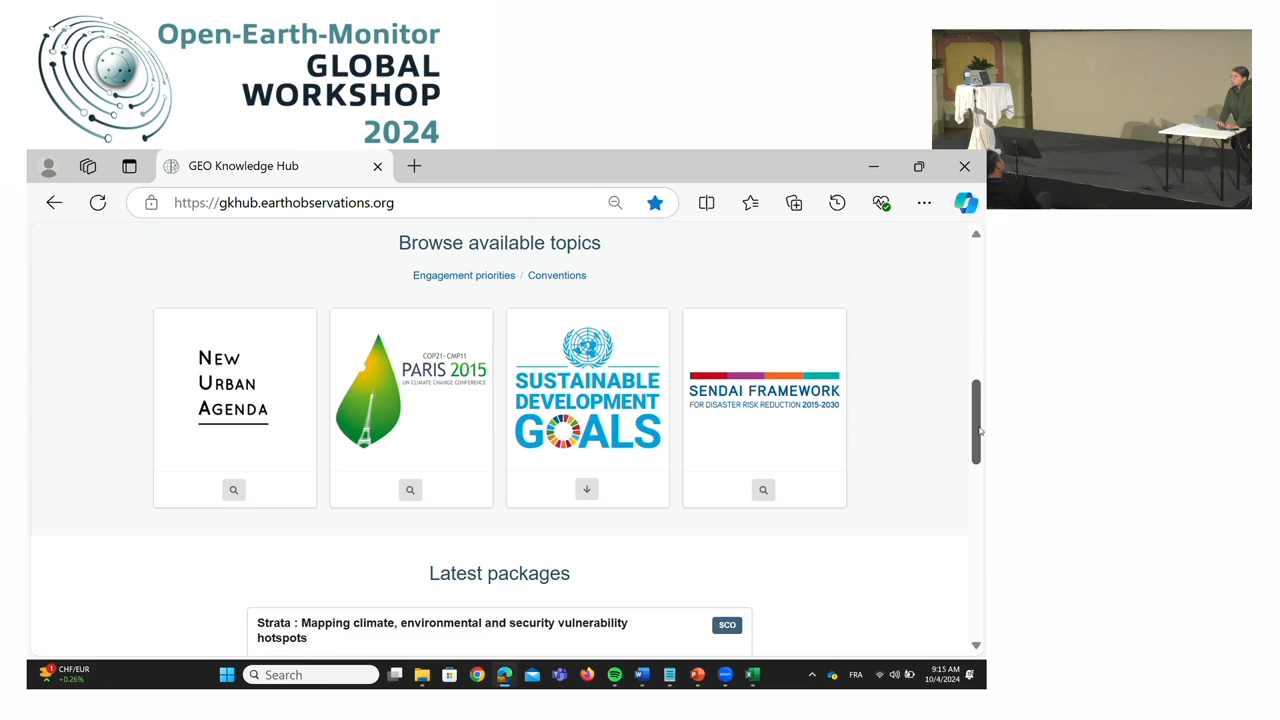 Open-Earth-Monitor
GLOBAL
WORKSHOP
2024
GEO Knowledge Hub
https://gkhub.earthobservations.org
Browse available topics
Engagement priorities / Conventions
NEW
URBAN
AGENDA
COP21·CMP11
PARIS 2015
UN CLIMATE CHANGE CONFERENCE
SUSTAINABLE
DEVELOPMENT
GOALS
SENDAI FRAMEWORK
FOR DISASTER RISK REDUCTION 2015-2030
Latest packages
Strata : Mapping climate, environmental and security vulnerability
hotspots
SCO
1
CHF/EUR
+0.26%
Search
FRA
9:15 AM
10/4/2024